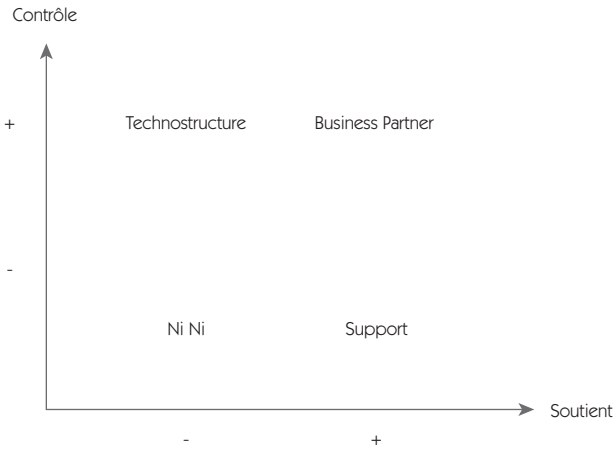 Contrôle
+ Technostructure Business Partner
-
Ni Ni Support
Soutient
- +